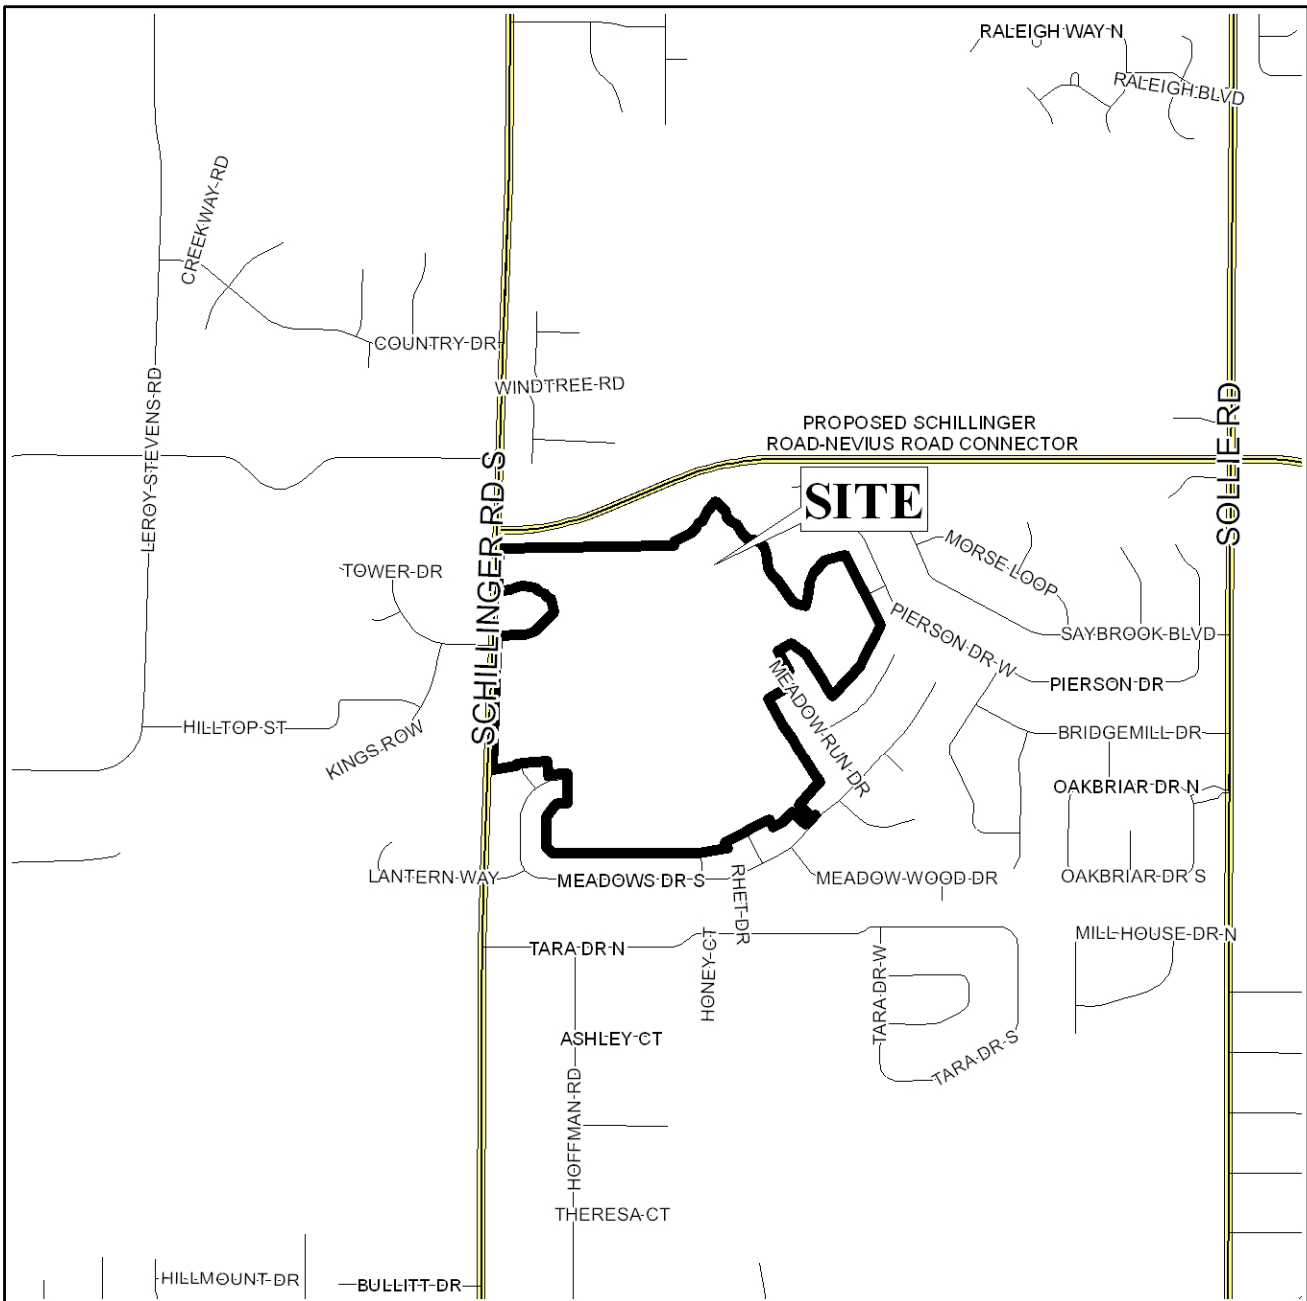 RALEIGH WAY N
RALEIGH BLVD
CREEKWAY RD
COUNTRY DR
WINDTREE RD
LEROY STEVENS RD
PROPOSED SCHILLINGER
ROAD-NEVIUS ROAD CONNECTOR
SOLLIE RD
SCHILLINGER RD S
SITE
MORSE LOOP
TOWER DR
PIERSON DR W
SAYBROOK BLVD
PIERSON DR
MEADOW RUN DR
HILLTOP ST
KINGS ROW
BRIDGEMILL DR
OAKBRIAR DR N
LANTERN WAY
MEADOWS DR S
RHET DR
MEADOW WOOD DR
OAKBRIAR DR S
TARA DR N
HONEY CT
TARA DR W
MILL HOUSE DR N
ASHLEY CT
TARA DR S
HOFFMAN RD
THERESA CT
HILLMOUNT DR
BULLITT DR